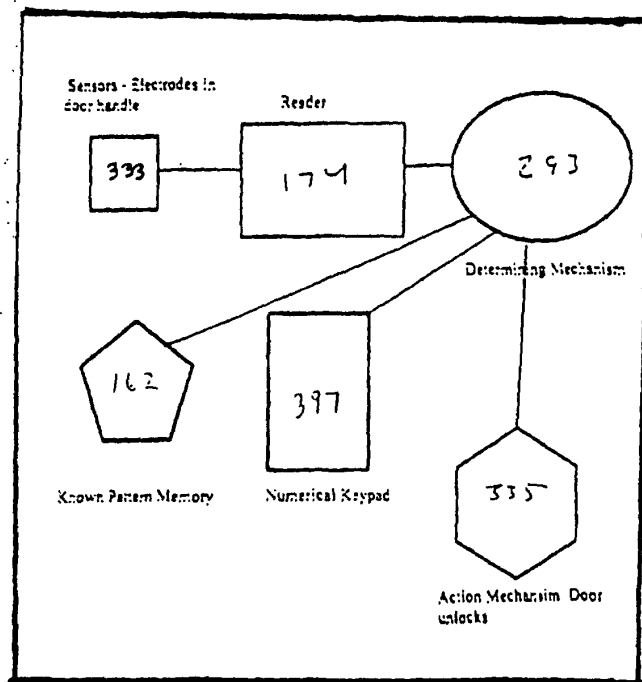 Sensors - Electrodes in
door handle
Reader
333
174
293
Determining Mechanism
162
397
Known Pattern Memory
Numerical Keypad
335
Action Mechansim Door
unlocks